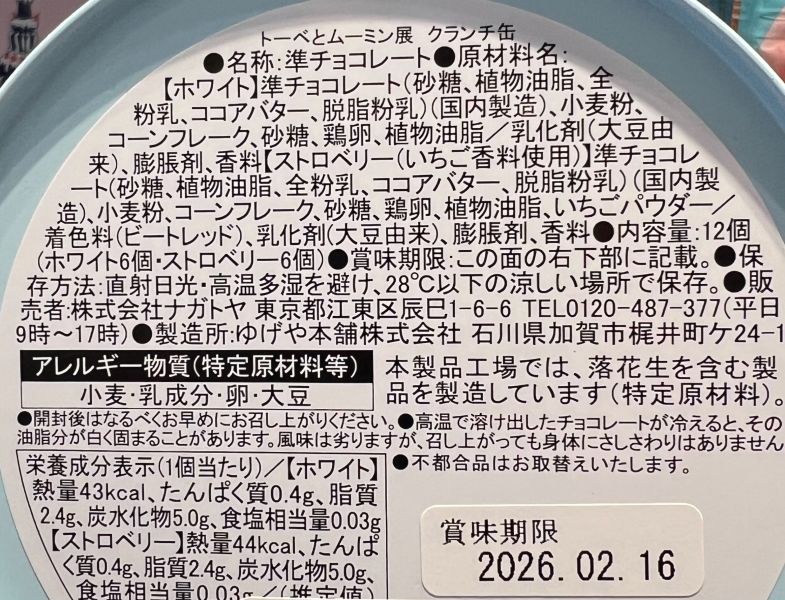 トーベとムーミン展 クランチ缶
●名称:準チョコレート●原材料名:
【ホワイト】準チョコレート(砂糖、植物油脂、全
粉乳、ココアバター、脱脂粉乳)(国内製造)、小麦粉、
コーンフレーク、砂糖、鶏卵、植物油脂／乳化剤(大豆由
来)、膨脹剤、香料【ストロベリー(いちご香料使用)】準チョコレ
ート(砂糖、植物油脂、全粉乳、ココアバター、脱脂粉乳)(国内製
造)、小麦粉、コーンフレーク、砂糖、鶏卵、植物油脂、いちごパウダー／
着色料(ビートレッド)、乳化剤(大豆由来)、膨脹剤、香料●内容量:12個
(ホワイト6個・ストロベリー6個)●賞味期限:この面の右下部に記載。●保
存方法:直射日光・高温多湿を避け、28℃以下の涼しい場所で保存。●販
売者:株式会社ナガトヤ 東京都江東区辰巳1-6-6 TEL0120-487-377(平日
9時〜17時)●製造所:ゆげや本舗株式会社 石川県加賀市梶井町ケ24-1
アレルギー物質(特定原材料等)
小麦・乳成分・卵・大豆
本製品工場では、落花生を含む製
品を製造しています(特定原材料)。
●開封後はなるべくお早めにお召し上がりください。●高温で溶け出したチョコレートが冷えると、その
油脂分が白く固まることがあります。風味は劣りますが、召し上がっても身体にさしさわりはありません
●不都合品はお取替えいたします。
栄養成分表示(1個当たり)／【ホワイト】
熱量43kcal、たんぱく質0.4g、脂質
2.4g、炭水化物5.0g、食塩相当量0.03g
【ストロベリー】熱量44kcal、たんぱ
く質0.4g、脂質2.4g、炭水化物5.0g、
食塩相当量0.03g／(推定値)
賞味期限
2026.02.16